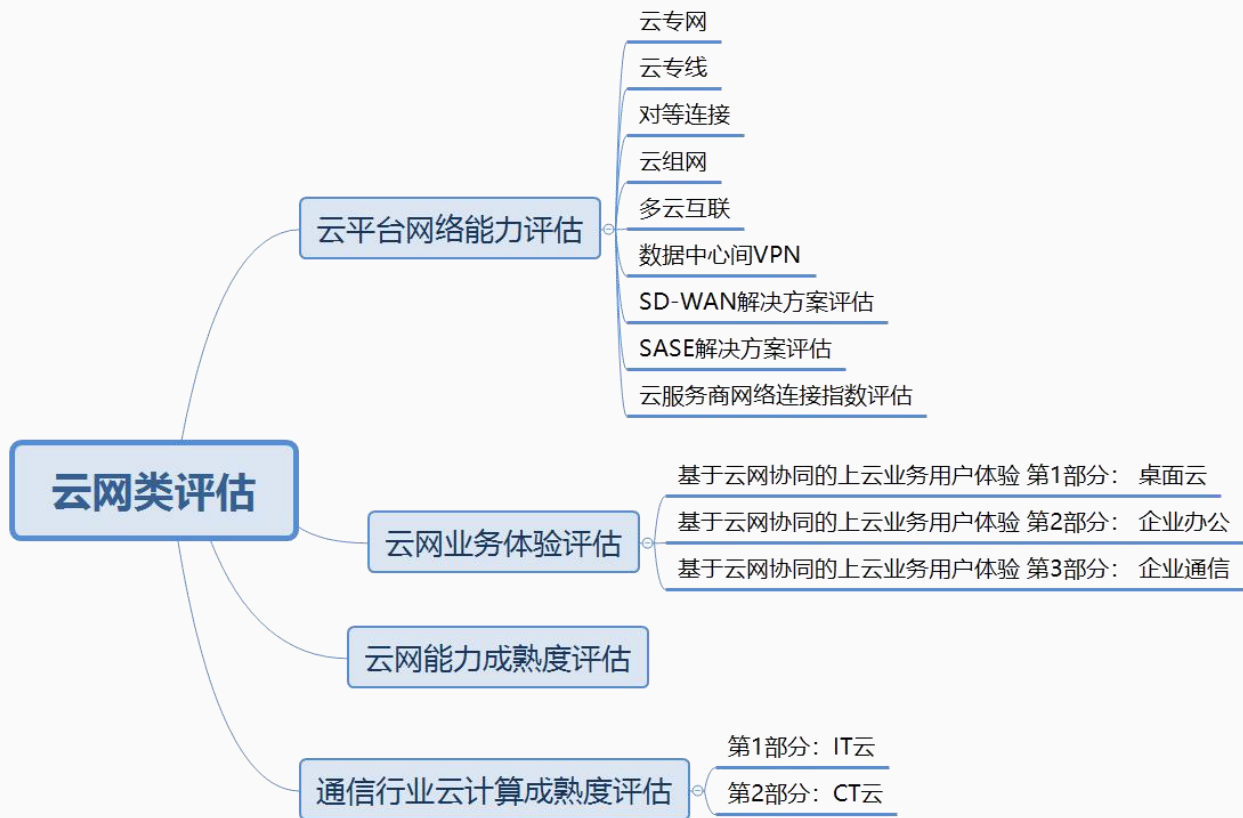 云网类评估
云平台网络能力评估
云专网
云专线
对等连接
云组网
多云互联
数据中心间VPN
SD-WAN解决方案评估
SASE解决方案评估
云服务商网络连接指数评估
云网业务体验评估
基于云网协同的上云业务用户体验 第1部分： 桌面云
基于云网协同的上云业务用户体验 第2部分： 企业办公
基于云网协同的上云业务用户体验 第3部分： 企业通信
云网能力成熟度评估
通信行业云计算成熟度评估
第1部分：IT云
第2部分：CT云